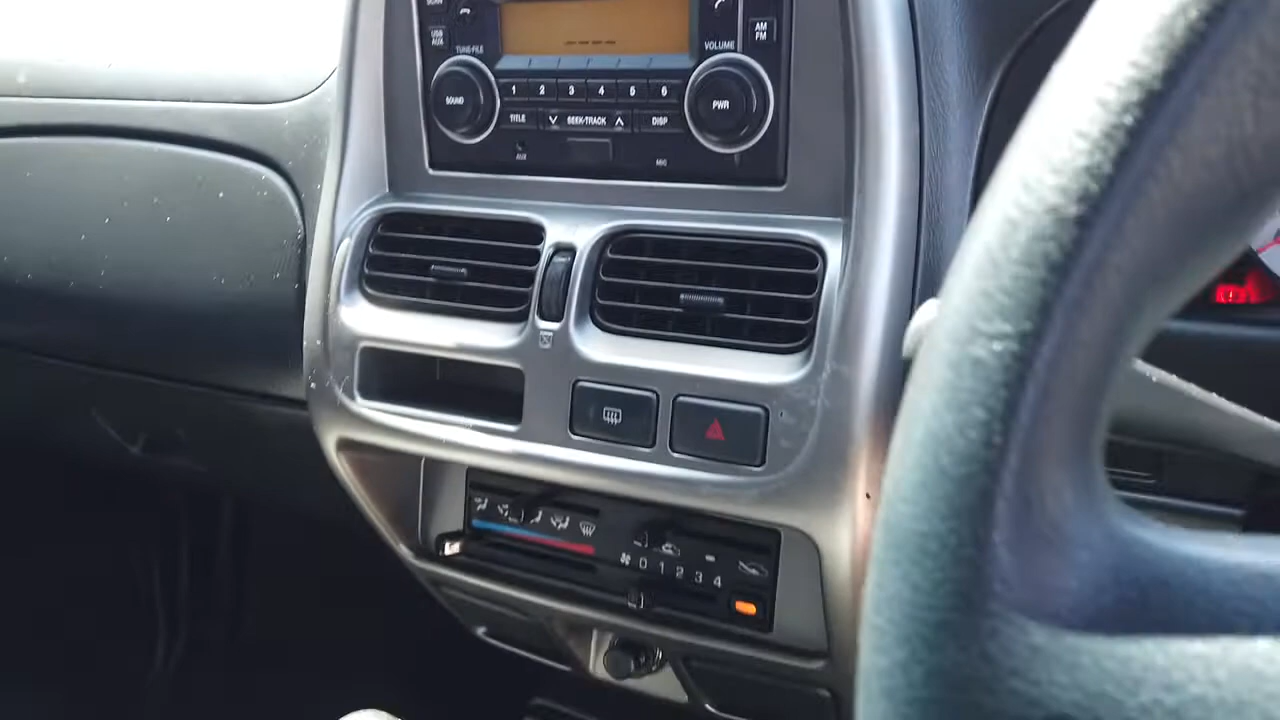 SCAN
USB
AUX
TUNE•FILE
VOLUME
AM
FM
SOUND
1 2 3 4 5 6
PWR
TITLE
SEEK•TRACK
DISP
AUX
MIC
0 1 2 3 4